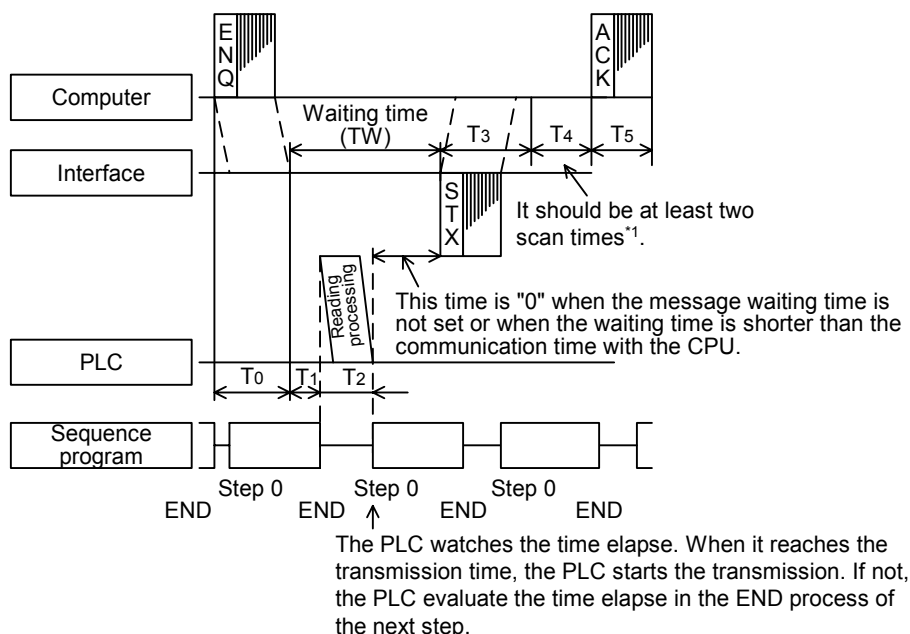 ENQ
ACK
Computer
Waiting time
(TW)
T3
T4
T5
Interface
STX
It should be at least two
scan times*1.
Reading
processing
This time is "0" when the message waiting time is
not set or when the waiting time is shorter than the
communication time with the CPU.
PLC
T0
T1
T2
Sequence
program
Step 0
Step 0
Step 0
END
END
END
END
The PLC watches the time elapse. When it reaches the
transmission time, the PLC starts the transmission. If not,
the PLC evaluate the time elapse in the END process of
the next step.